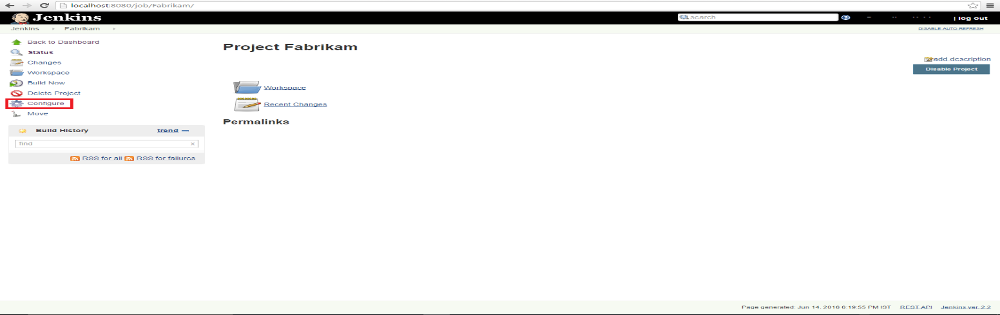 localhost:8080/job/Fabrikam/
Jenkins
search
| log out
Jenkins
Fabrikam
DISABLE AUTO REFRESH
Back to Dashboard
Status
Changes
Workspace
Build Now
Delete Project
Configure
Move
Build History
trend
find
RSS for all
RSS for failures
Project Fabrikam
add description
Disable Project
Workspace
Recent Changes
Permalinks
Page generated: Jun 14, 2016 6:19:55 PM IST
REST API
Jenkins ver. 2.2